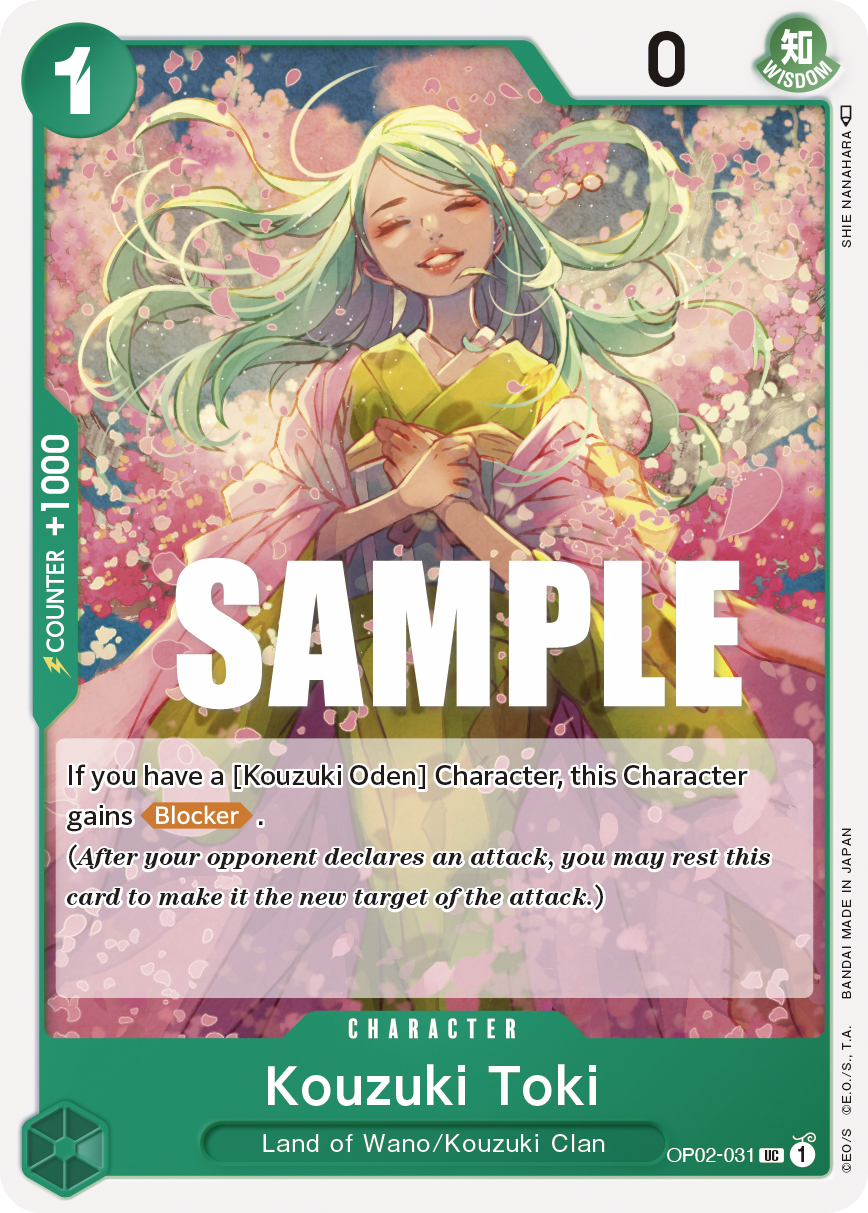 1
0
知
WISDOM
SHIE NANAHARA
COUNTER +1000
SAMPLE
If you have a [Kouzuki Oden] Character, this Character
gains Blocker .
(After your opponent declares an attack, you may rest this
card to make it the new target of the attack.)
CHARACTER
Kouzuki Toki
Land of Wano/Kouzuki Clan
OP02-031 UC 1
©EO/S ©E.O./S., T.A. BANDAI MADE IN JAPAN